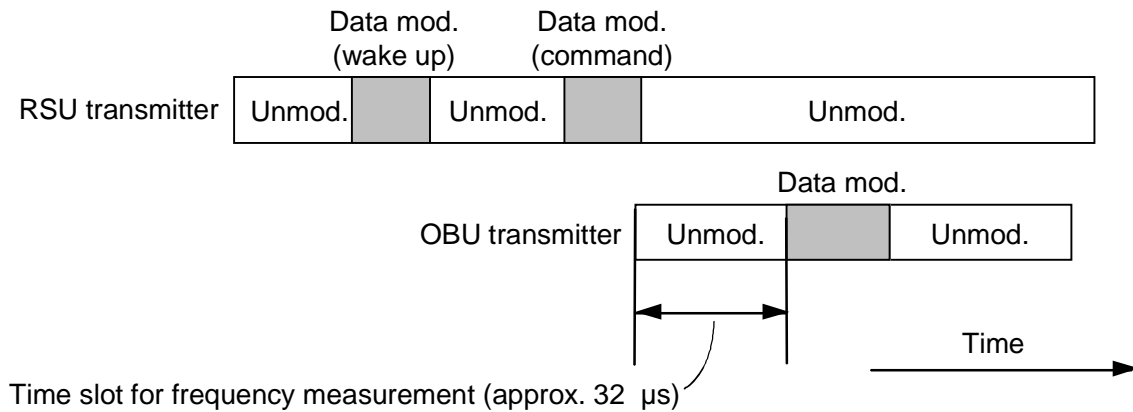 Data mod.
(wake up)
Data mod.
(command)
RSU transmitter
Unmod.
Unmod.
Unmod.
Data mod.
OBU transmitter
Unmod.
Unmod.
Time
Time slot for frequency measurement (approx. 32 µs)